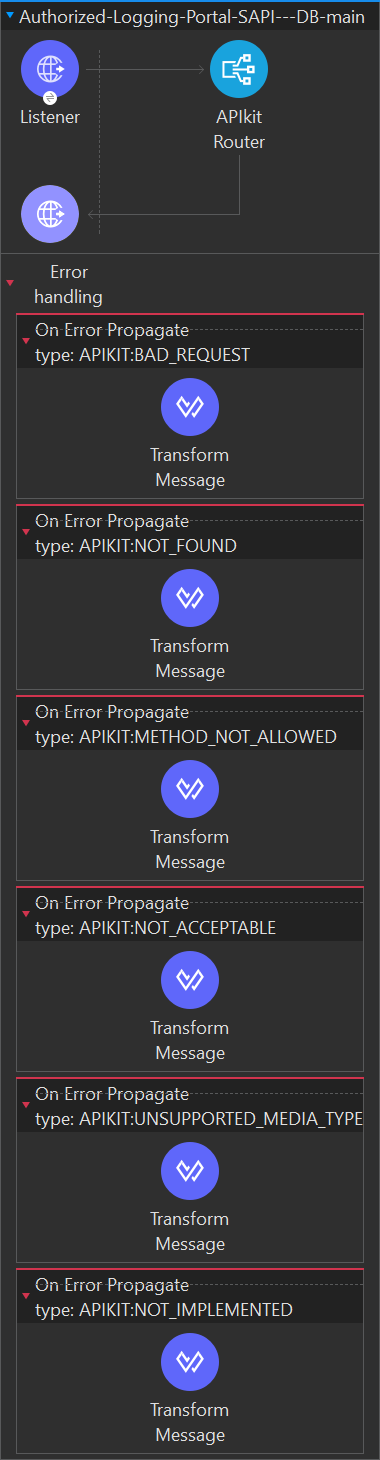 Authorized-Logging-Portal-SAPI---DB-main
Listener
APIkit
Router
Error
handling
On Error Propagate
type: APIKIT:BAD_REQUEST
Transform
Message
On Error Propagate
type: APIKIT:NOT_FOUND
Transform
Message
On Error Propagate
type: APIKIT:METHOD_NOT_ALLOWED
Transform
Message
On Error Propagate
type: APIKIT:NOT_ACCEPTABLE
Transform
Message
On Error Propagate
type: APIKIT:UNSUPPORTED_MEDIA_TYPE
Transform
Message
On Error Propagate
type: APIKIT:NOT_IMPLEMENTED
Transform
Message